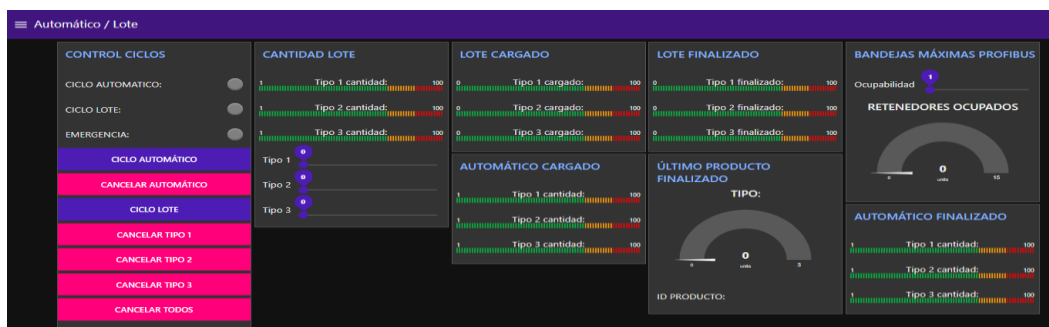 Automático / Lote
CONTROL CICLOS
CICLO AUTOMATICO:
CICLO LOTE:
EMERGENCIA:
CICLO AUTOMÁTICO
CANCELAR AUTOMÁTICO
CICLO LOTE
CANCELAR TIPO 1
CANCELAR TIPO 2
CANCELAR TIPO 3
CANCELAR TODOS
CANTIDAD LOTE
1 Tipo 1 cantidad: 100
1 Tipo 2 cantidad: 100
1 Tipo 3 cantidad: 100
Tipo 1 0
Tipo 2 0
Tipo 3 0
LOTE CARGADO
0 Tipo 1 cargado: 100
0 Tipo 2 cargado: 100
0 Tipo 3 cargado: 100
AUTOMÁTICO CARGADO
1 Tipo 1 cantidad: 100
1 Tipo 2 cantidad: 100
1 Tipo 3 cantidad: 100
LOTE FINALIZADO
0 Tipo 1 finalizado: 100
0 Tipo 2 finalizado: 100
0 Tipo 3 finalizado: 100
ÚLTIMO PRODUCTO
FINALIZADO
TIPO:
0
0 units 3
ID PRODUCTO:
BANDEJAS MÁXIMAS PROFIBUS
Ocupabilidad 1
RETENEDORES OCUPADOS
0
0 units 15
AUTOMÁTICO FINALIZADO
1 Tipo 1 cantidad: 100
1 Tipo 2 cantidad: 100
1 Tipo 3 cantidad: 100